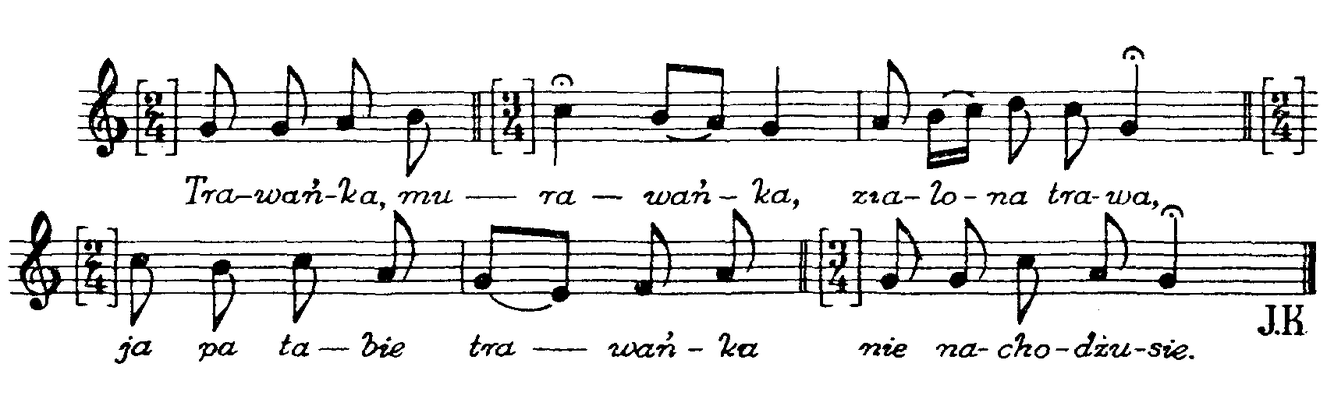 Tra-wań-ka, mu — ra — wań - ka, zia-lo-na tra-wa,
ja pa ta — bie tra — wań - ka nie na-cho-dżu-sie.
J.K